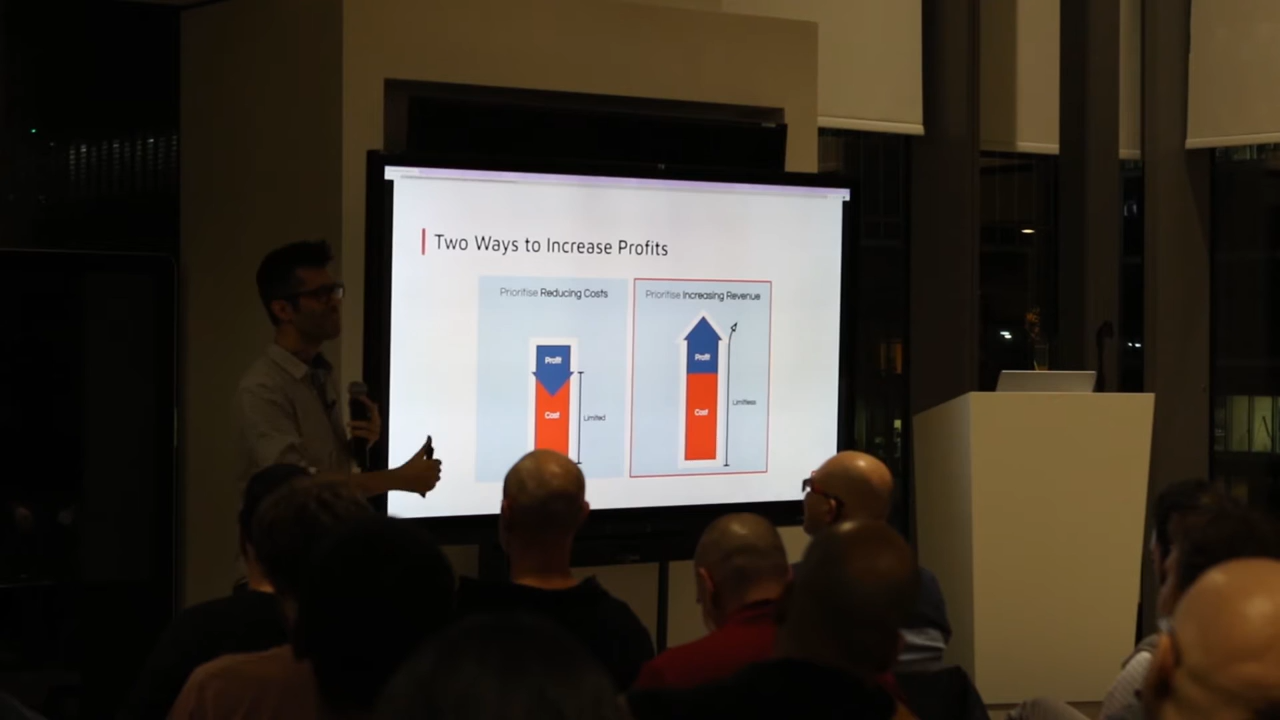 Two Ways to Increase Profits
Prioritise Reducing Costs
Profit
Cost
Limited
Prioritise Increasing Revenue
Profit
Cost
Limitless